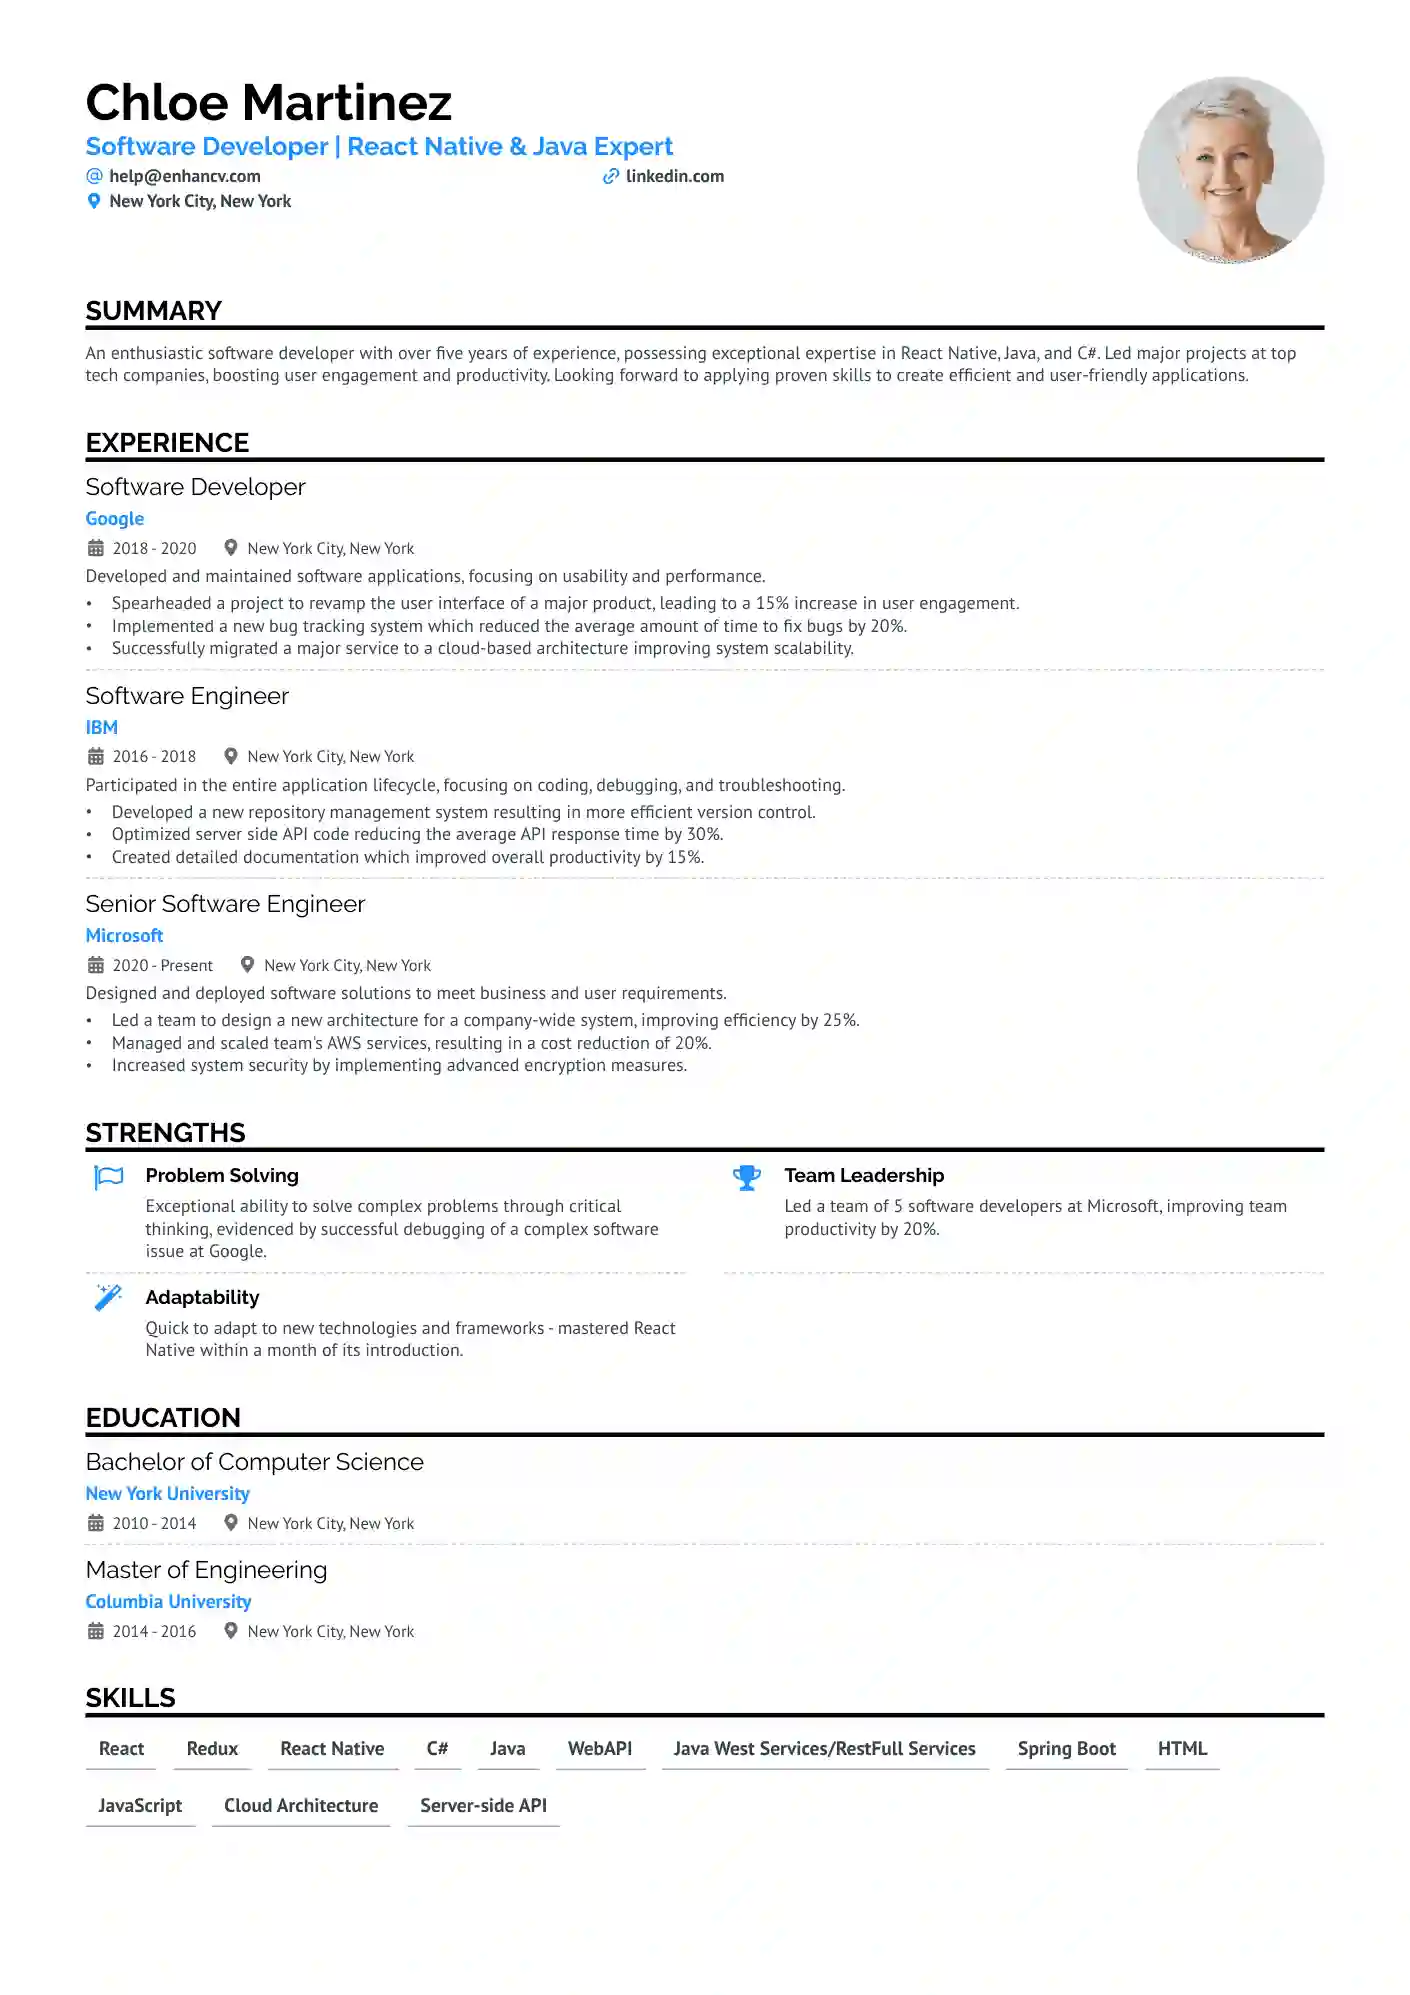 Chloe Martinez
Software Developer | React Native & Java Expert
help@enhancv.com
linkedin.com
New York City, New York
SUMMARY
An enthusiastic software developer with over five years of experience, possessing exceptional expertise in React Native, Java, and C#. Led major projects at top
tech companies, boosting user engagement and productivity. Looking forward to applying proven skills to create efficient and user-friendly applications.
EXPERIENCE
Software Developer
Google
2018 - 2020 New York City, New York
Developed and maintained software applications, focusing on usability and performance.
• Spearheaded a project to revamp the user interface of a major product, leading to a 15% increase in user engagement.
• Implemented a new bug tracking system which reduced the average amount of time to fix bugs by 20%.
• Successfully migrated a major service to a cloud-based architecture improving system scalability.
Software Engineer
IBM
2016 - 2018 New York City, New York
Participated in the entire application lifecycle, focusing on coding, debugging, and troubleshooting.
• Developed a new repository management system resulting in more efficient version control.
• Optimized server side API code reducing the average API response time by 30%.
• Created detailed documentation which improved overall productivity by 15%.
Senior Software Engineer
Microsoft
2020 - Present New York City, New York
Designed and deployed software solutions to meet business and user requirements.
• Led a team to design a new architecture for a company-wide system, improving efficiency by 25%.
• Managed and scaled team's AWS services, resulting in a cost reduction of 20%.
• Increased system security by implementing advanced encryption measures.
STRENGTHS
Problem Solving
Exceptional ability to solve complex problems through critical
thinking, evidenced by successful debugging of a complex software
issue at Google.
Team Leadership
Led a team of 5 software developers at Microsoft, improving team
productivity by 20%.
Adaptability
Quick to adapt to new technologies and frameworks - mastered React
Native within a month of its introduction.
EDUCATION
Bachelor of Computer Science
New York University
2010 - 2014 New York City, New York
Master of Engineering
Columbia University
2014 - 2016 New York City, New York
SKILLS
React Redux React Native C# Java WebAPI Java West Services/RestFull Services Spring Boot HTML
JavaScript Cloud Architecture Server-side API